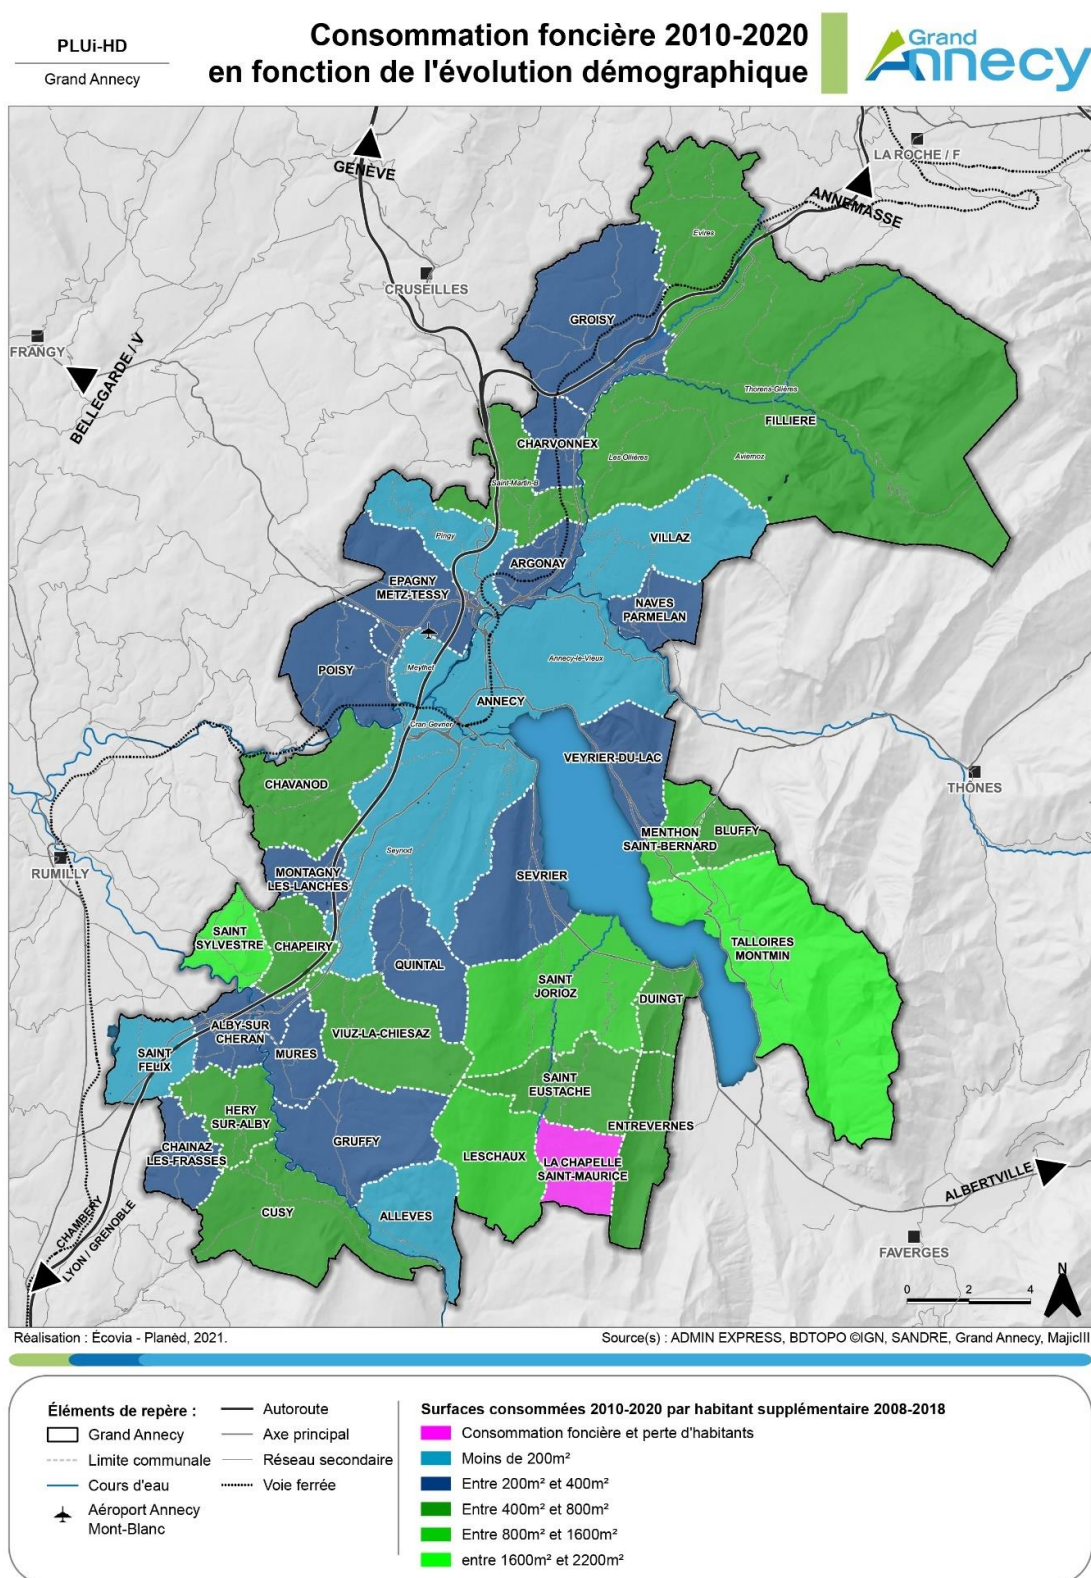 PLUi-HD
Grand Annecy
Consommation foncière 2010-2020
en fonction de l'évolution démographique
Grand
Annecy
GENÈVE
LA ROCHE / F
ANNEMASSE
Evires
CRUSEILLES
GROISY
FRANGY
BELLEGARDE / V
Thorens-Glières
FILLIERE
CHARVONNEX
Les Ollières
Aviernoz
Saint-Martin-B
Pringy
VILLAZ
ARGONAY
EPAGNY
METZ-TESSY
NAVES
PARMELAN
POISY
Meythet
Annecy-le-Vieux
ANNECY
Cran-Gevrier
VEYRIER-DU-LAC
CHAVANOD
THÔNES
MENTHON
SAINT-BERNARD
BLUFFY
Seynod
RUMILLY
MONTAGNY
LES-LANCHES
SEVRIER
SAINT
SYLVESTRE
CHAPEIRY
TALLOIRES
MONTMIN
QUINTAL
SAINT
JORIOZ
DUINGT
ALBY-SUR
CHERAN
VIUZ-LA-CHIESAZ
MURES
SAINT
FELIX
SAINT
EUSTACHE
HERY
SUR-ALBY
ENTREVERNES
GRUFFY
CHAINAZ
LES-FRASSES
LESCHAUX
LA CHAPELLE
SAINT-MAURICE
ALBERTVILLE
CUSY
ALLEVES
CHAMBERY
LYON / GRENOBLE
FAVERGES
N
0 2 4
Réalisation : Écovia - Planèd, 2021.
Source(s) : ADMIN EXPRESS, BDTOPO ©IGN, SANDRE, Grand Annecy, MajicIII
Éléments de repère :
Grand Annecy
Limite communale
Cours d'eau
Aéroport Annecy
Mont-Blanc
Autoroute
Axe principal
Réseau secondaire
Voie ferrée
Surfaces consommées 2010-2020 par habitant supplémentaire 2008-2018
Consommation foncière et perte d'habitants
Moins de 200m²
Entre 200m² et 400m²
Entre 400m² et 800m²
Entre 800m² et 1600m²
entre 1600m² et 2200m²